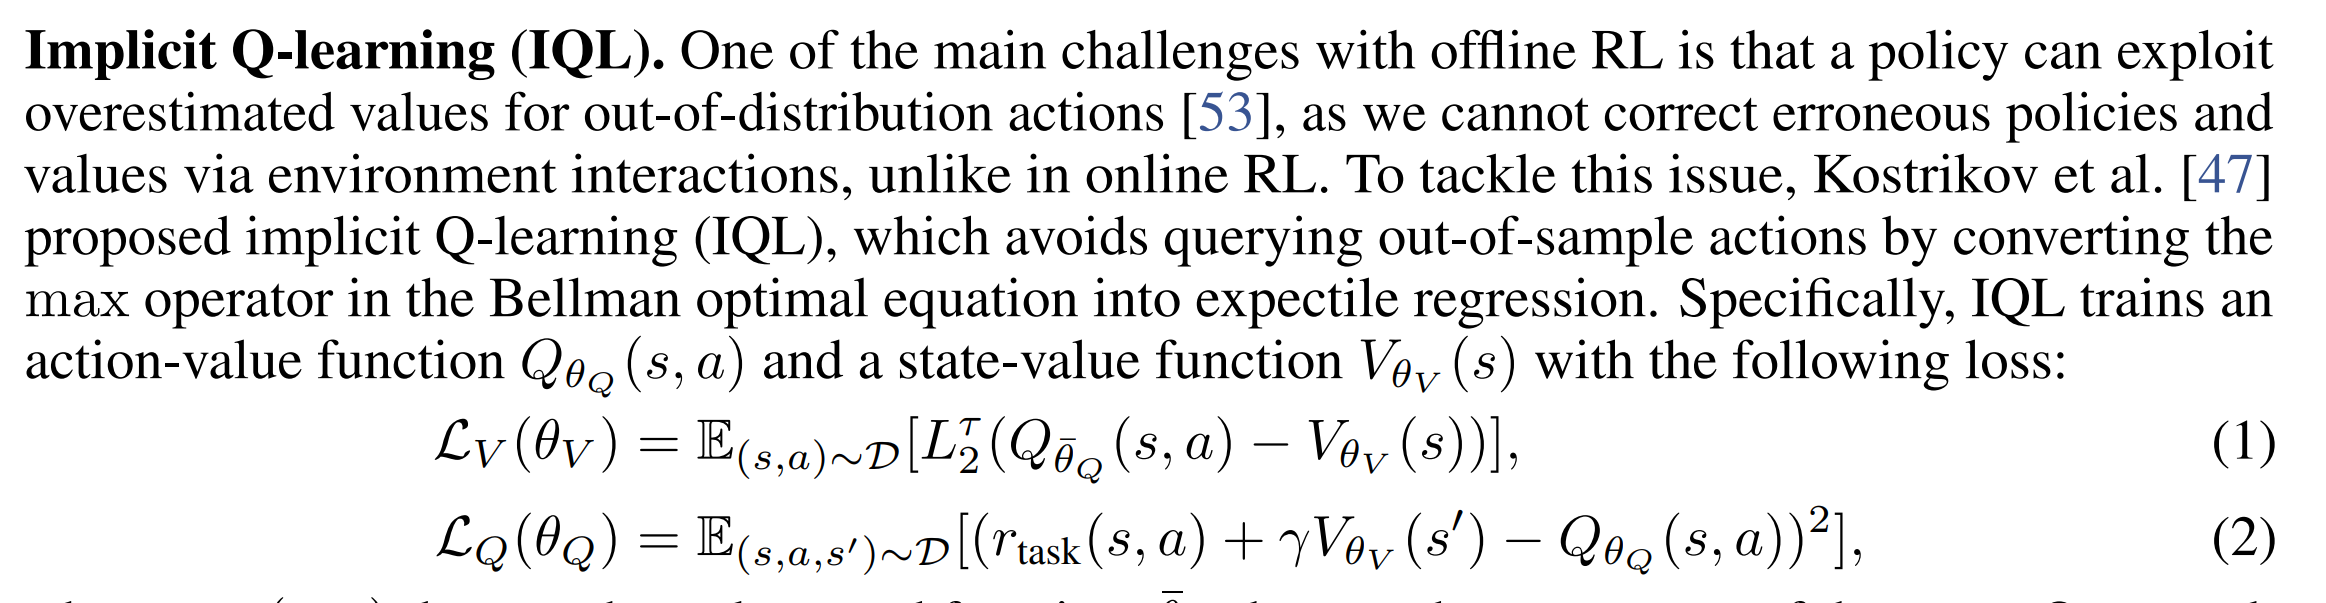 Implicit Q-learning (IQL). One of the main challenges with offline RL is that a policy can exploit
overestimated values for out-of-distribution actions [53], as we cannot correct erroneous policies and
values via environment interactions, unlike in online RL. To tackle this issue, Kostrikov et al. [47]
proposed implicit Q-learning (IQL), which avoids querying out-of-sample actions by converting the
max operator in the Bellman optimal equation into expectile regression. Specifically, IQL trains an
action-value function $Q_{\theta_Q}(s, a)$ and a state-value function $V_{\theta_V}(s)$ with the following loss:
$\mathcal{L}_V(\theta_V) = \mathbb{E}_{(s,a)\sim\mathcal{D}}[L_2^\tau(Q_{\bar{\theta}_Q}(s, a) - V_{\theta_V}(s))],$ (1)
$\mathcal{L}_Q(\theta_Q) = \mathbb{E}_{(s,a,s')\sim\mathcal{D}}[(r_{\text{task}}(s, a) + \gamma V_{\theta_V}(s') - Q_{\theta_Q}(s, a))^2],$ (2)